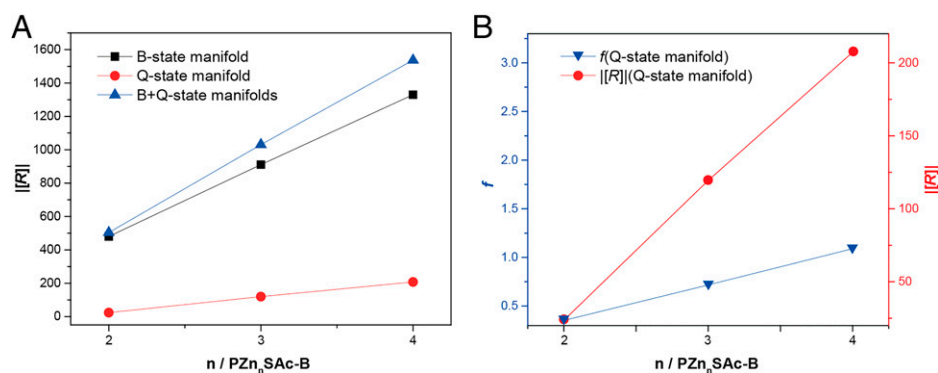 A
1600
1400
1200
1000
800
600
400
200
0
|[R]|
B-state manifold
Q-state manifold
B+Q-state manifolds
2
3
4
n / PZnₙSAc-B
B
3.0
2.5
2.0
1.5
1.0
0.5
f
f(Q-state manifold)
|[R]|(Q-state manifold)
200
150
100
50
|[R]|
2
3
4
n / PZnₙSAc-B